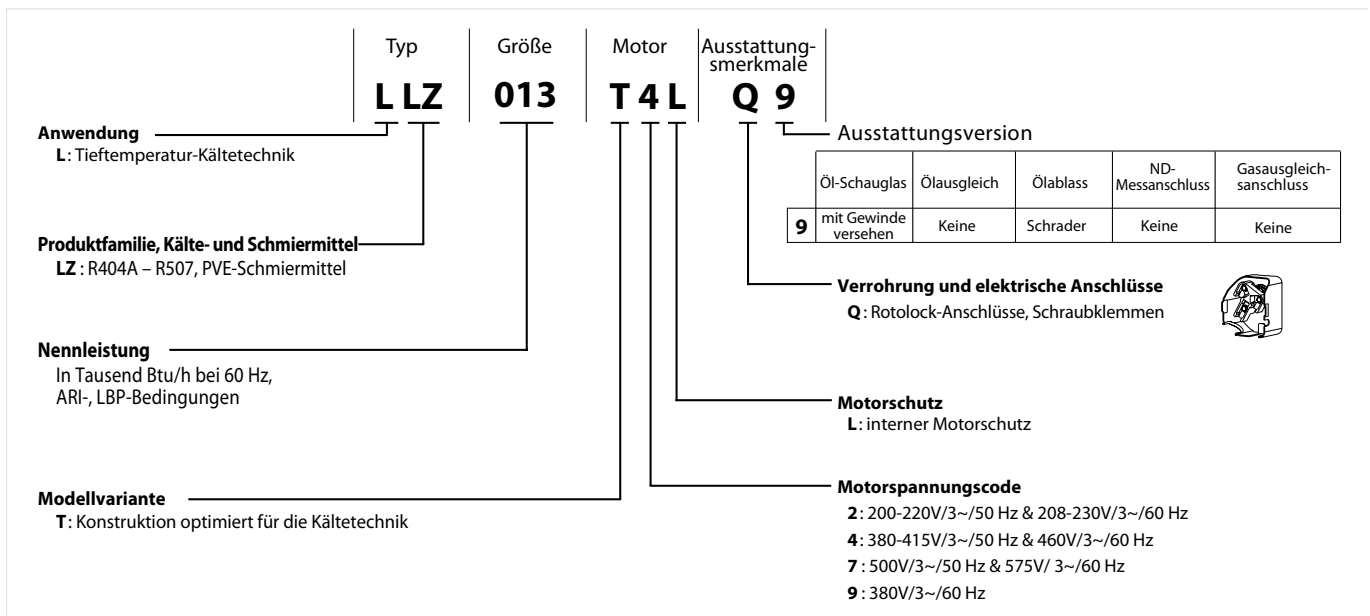 Typ
Größe
Motor
Ausstattung-
smerkmale
L LZ
013
T 4 L
Q 9
Anwendung
L: Tieftemperatur-Kältetechnik
Produktfamilie, Kälte- und Schmiermittel
LZ : R404A – R507, PVE-Schmiermittel
Nennleistung
In Tausend Btu/h bei 60 Hz,
ARI-, LBP-Bedingungen
Modellvariante
T: Konstruktion optimiert für die Kältetechnik
Ausstattungsversion
Öl-Schauglas Ölausgleich Ölablass ND-
Messanschluss Gasausgleich-
sanschluss
9 mit Gewinde
versehen Keine Schrader Keine Keine
Verrohrung und elektrische Anschlüsse
Q: Rotolock-Anschlüsse, Schraubklemmen
Motorschutz
L: interner Motorschutz
Motorspannungscode
2: 200-220V/3~/50 Hz & 208-230V/3~/60 Hz
4: 380-415V/3~/50 Hz & 460V/3~/60 Hz
7: 500V/3~/50 Hz & 575V/ 3~/60 Hz
9: 380V/3~/60 Hz